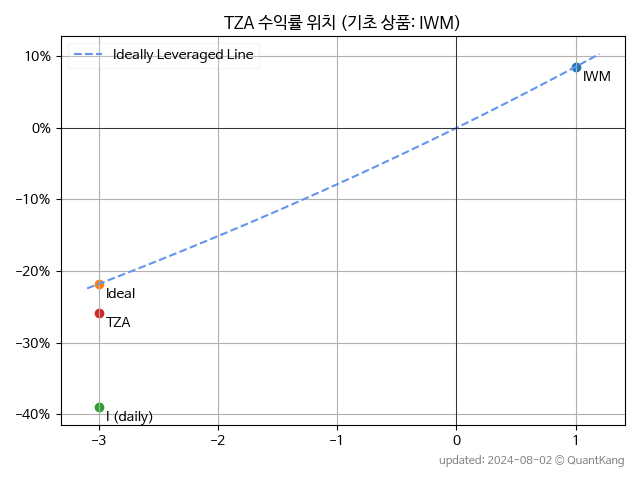 TZA 수익률 위치 (기초 상품: IWM)
Ideally Leveraged Line
10%
0%
−10%
−20%
−30%
−40%
IWM
Ideal
TZA
I (daily)
−3
−2
−1
0
1
updated: 2024-08-02 © QuantKang